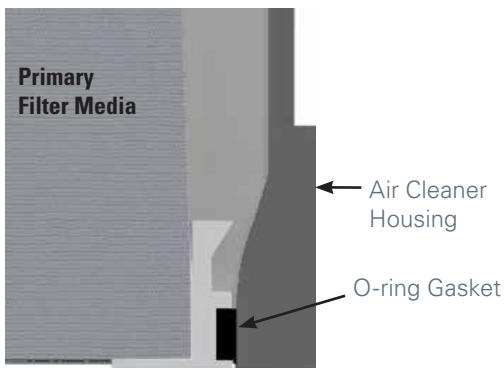 Primary
Filter Media
Air Cleaner
Housing
O-ring Gasket